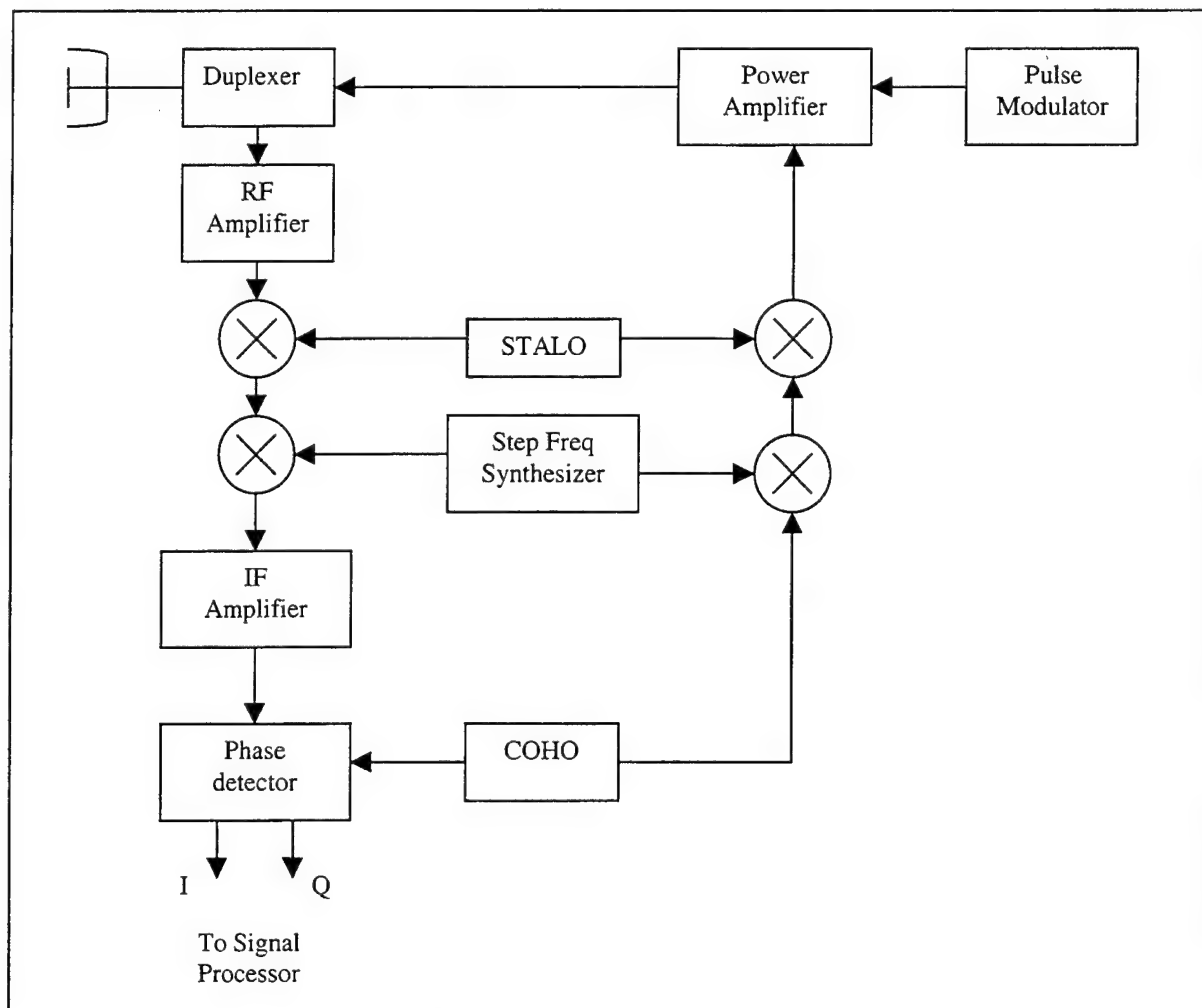 Duplexer
Power
Amplifier
Pulse
Modulator
RF
Amplifier
STALO
Step Freq
Synthesizer
IF
Amplifier
Phase
detector
COHO
I
Q
To Signal
Processor